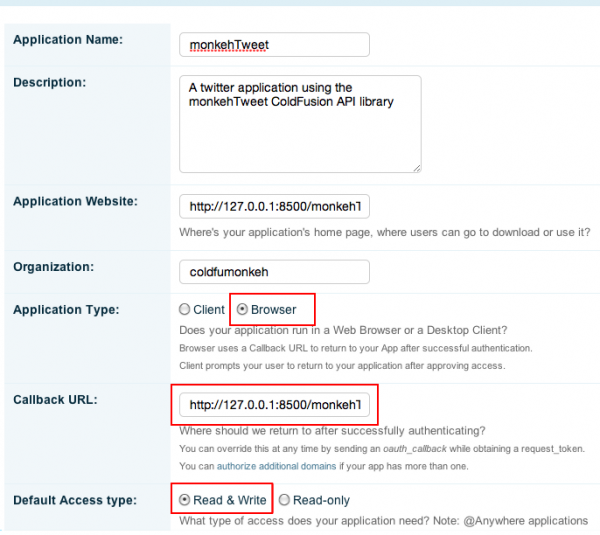 Application Name:
monkehTweet
Description:
A twitter application using the
monkehTweet ColdFusion API library
Application Website:
http://127.0.0.1:8500/monkehT
Where's your application's home page, where users can go to download or use it?
Organization:
coldfumonkeh
Application Type:
Client Browser
Does your application run in a Web Browser or a Desktop Client?
Browser uses a Callback URL to return to your App after successful authentication.
Client prompts your user to return to your application after approving access.
Callback URL:
http://127.0.0.1:8500/monkehT
Where should we return to after successfully authenticating?
You can override this at any time by sending an oauth_callback while obtaining a request_token.
You can authorize additional domains if your app has more than one.
Default Access type:
Read & Write Read-only
What type of access does your application need? Note: @Anywhere applications